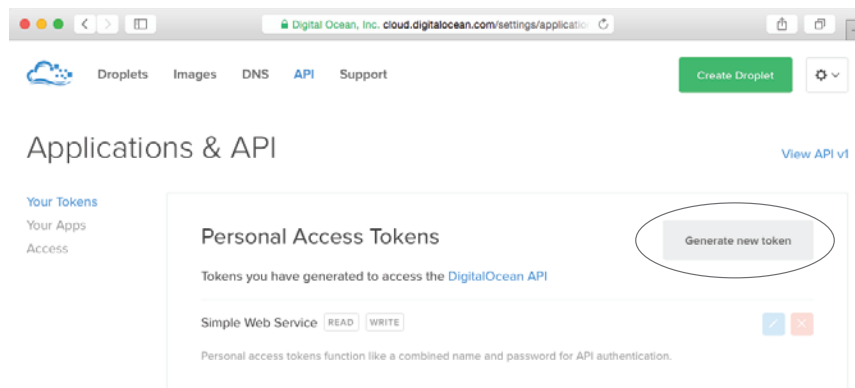 Digital Ocean, Inc. cloud.digitalocean.com/settings/applicatio
Droplets Images DNS API Support Create Droplet
Applications & API
View API v1
Your Tokens
Your Apps
Access
Personal Access Tokens
Generate new token
Tokens you have generated to access the DigitalOcean API
Simple Web Service READ WRITE
Personal access tokens function like a combined name and password for API authentication.